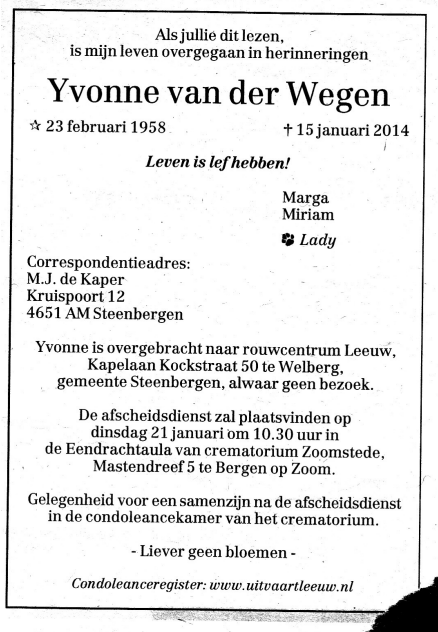 Als jullie dit lezen,
is mijn leven overgegaan in herinneringen
Yvonne van der Wegen
☆ 23 februari 1958 † 15 januari 2014
Leven is lef hebben!
Marga
Miriam
Lady
Correspondentieadres:
M.J. de Kaper
Kruispoort 12
4651 AM Steenbergen
Yvonne is overgebracht naar rouwcentrum Leeuw,
Kapelaan Kockstraat 50 te Welberg,
gemeente Steenbergen, alwaar geen bezoek.
De afscheidsdienst zal plaatsvinden op
dinsdag 21 januari om 10.30 uur in
de Eendrachtaula van crematorium Zoomstede,
Mastendreef 5 te Bergen op Zoom.
Gelegenheid voor een samenzijn na de afscheidsdienst
in de condoleancekamer van het crematorium.
- Liever geen bloemen -
Condoleanceregister: www.uitvaartleeuw.nl